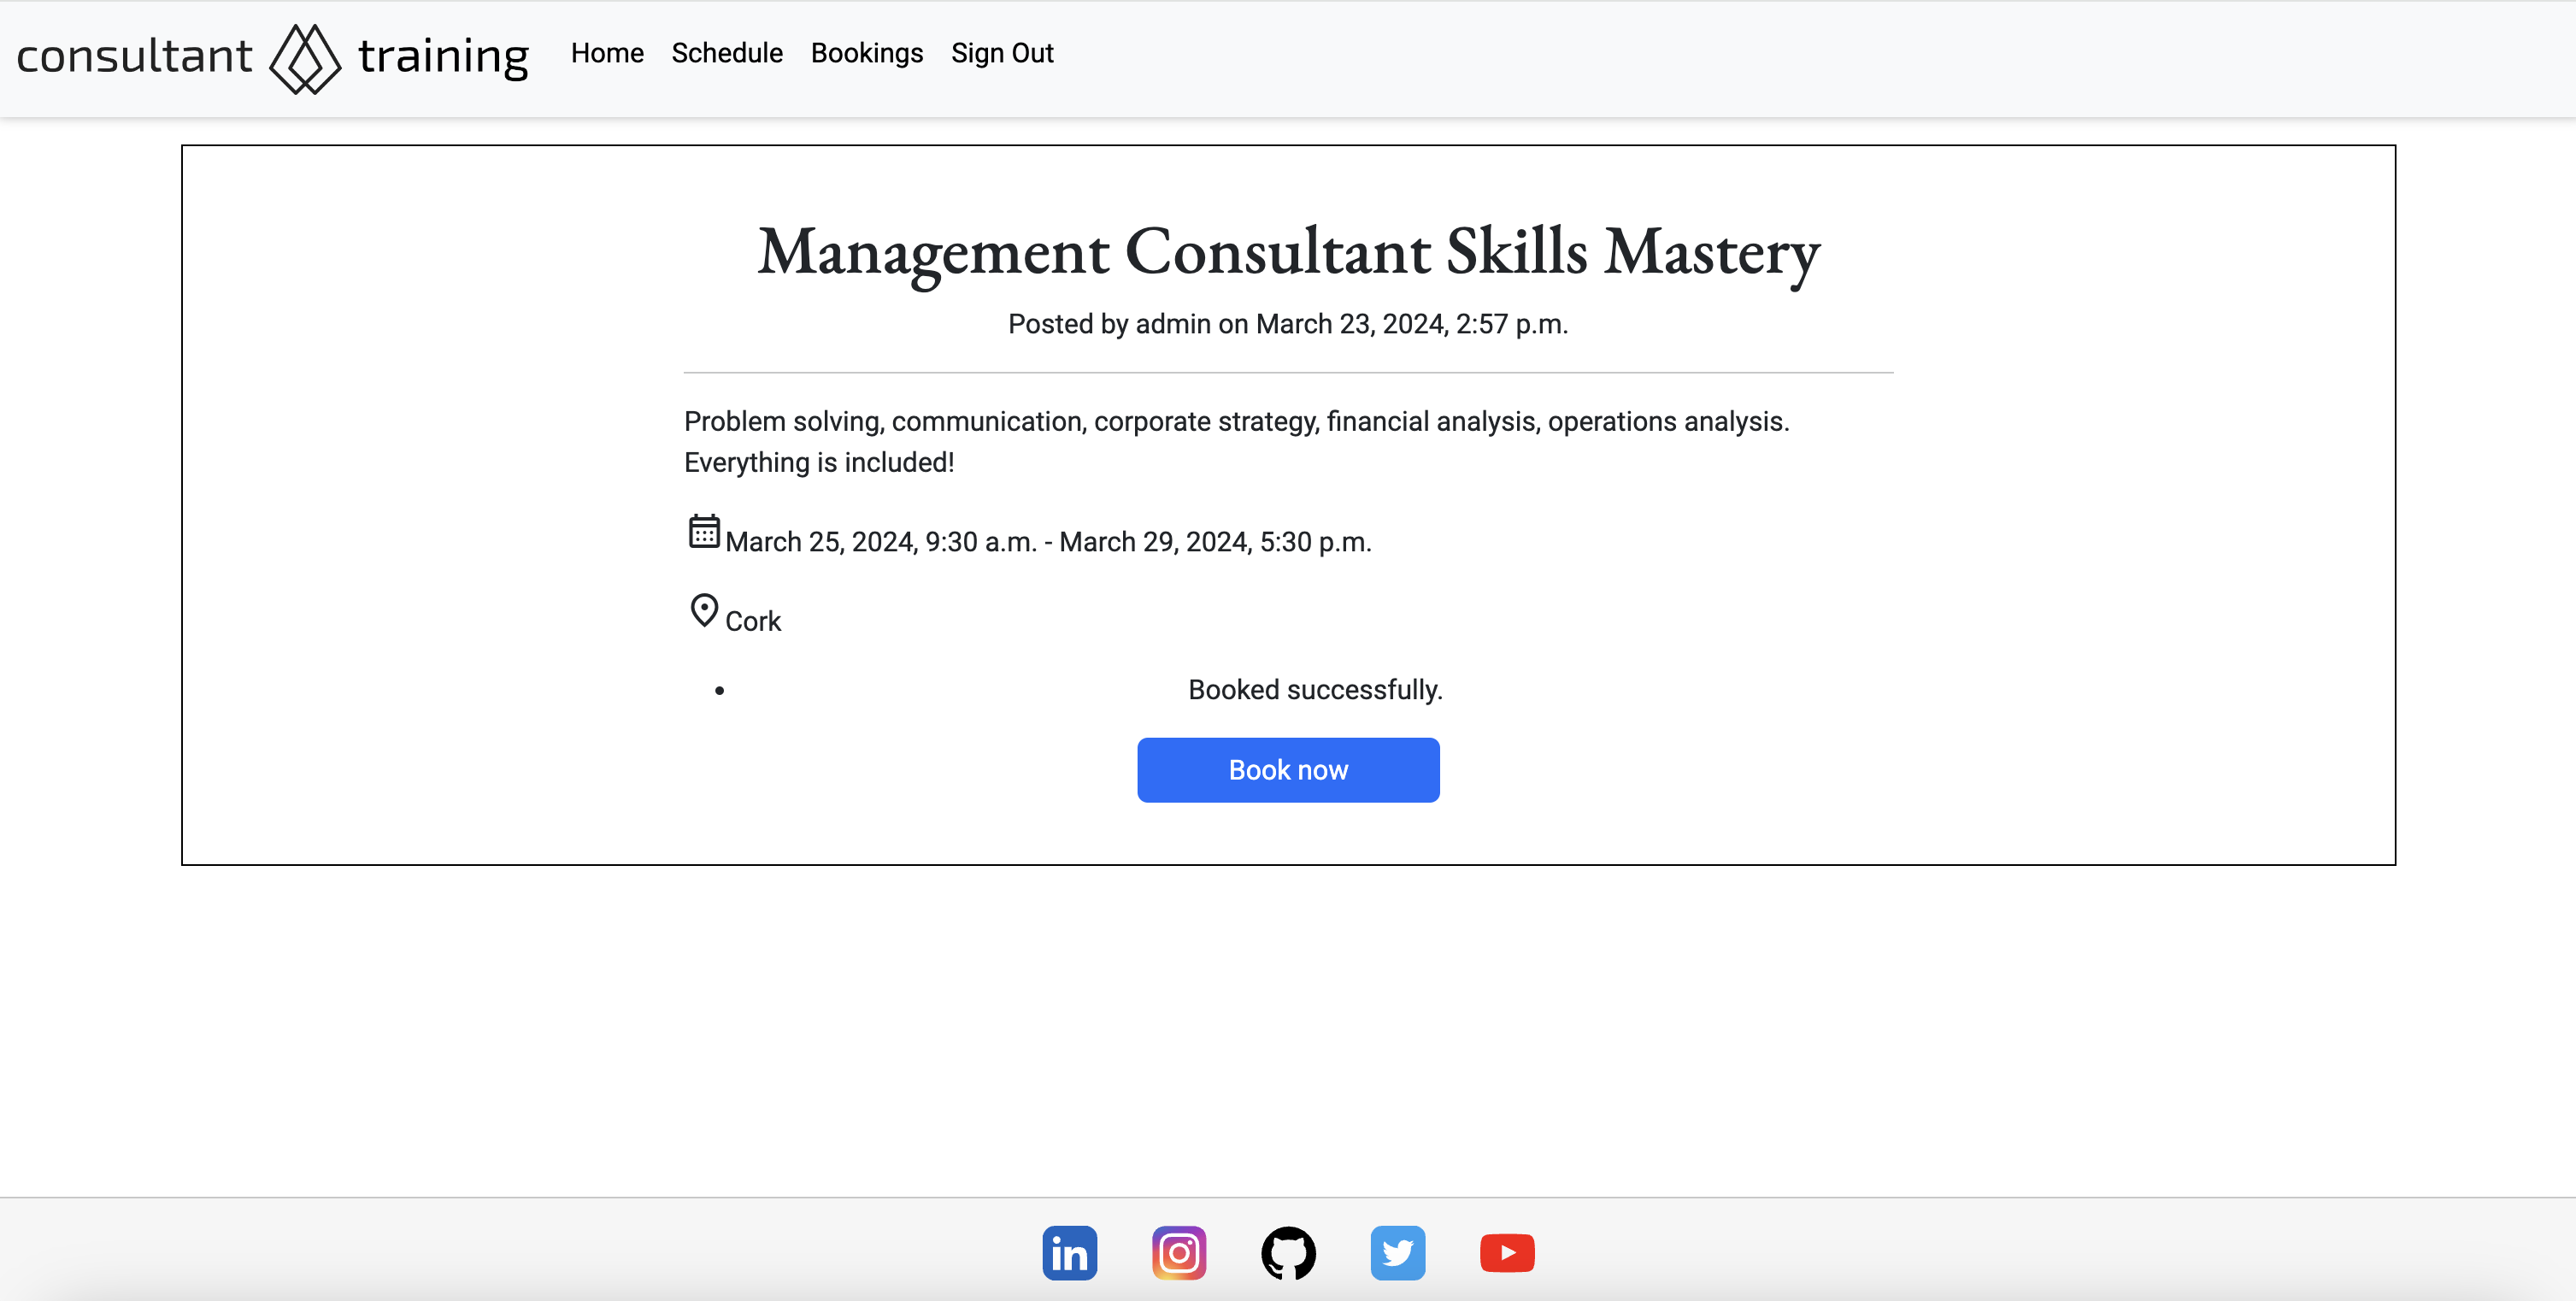 consultant training Home Schedule Bookings Sign Out
Management Consultant Skills Mastery
Posted by admin on March 23, 2024, 2:57 p.m.
Problem solving, communication, corporate strategy, financial analysis, operations analysis.
Everything is included!
March 25, 2024, 9:30 a.m. - March 29, 2024, 5:30 p.m.
Cork
• Booked successfully.
Book now
in